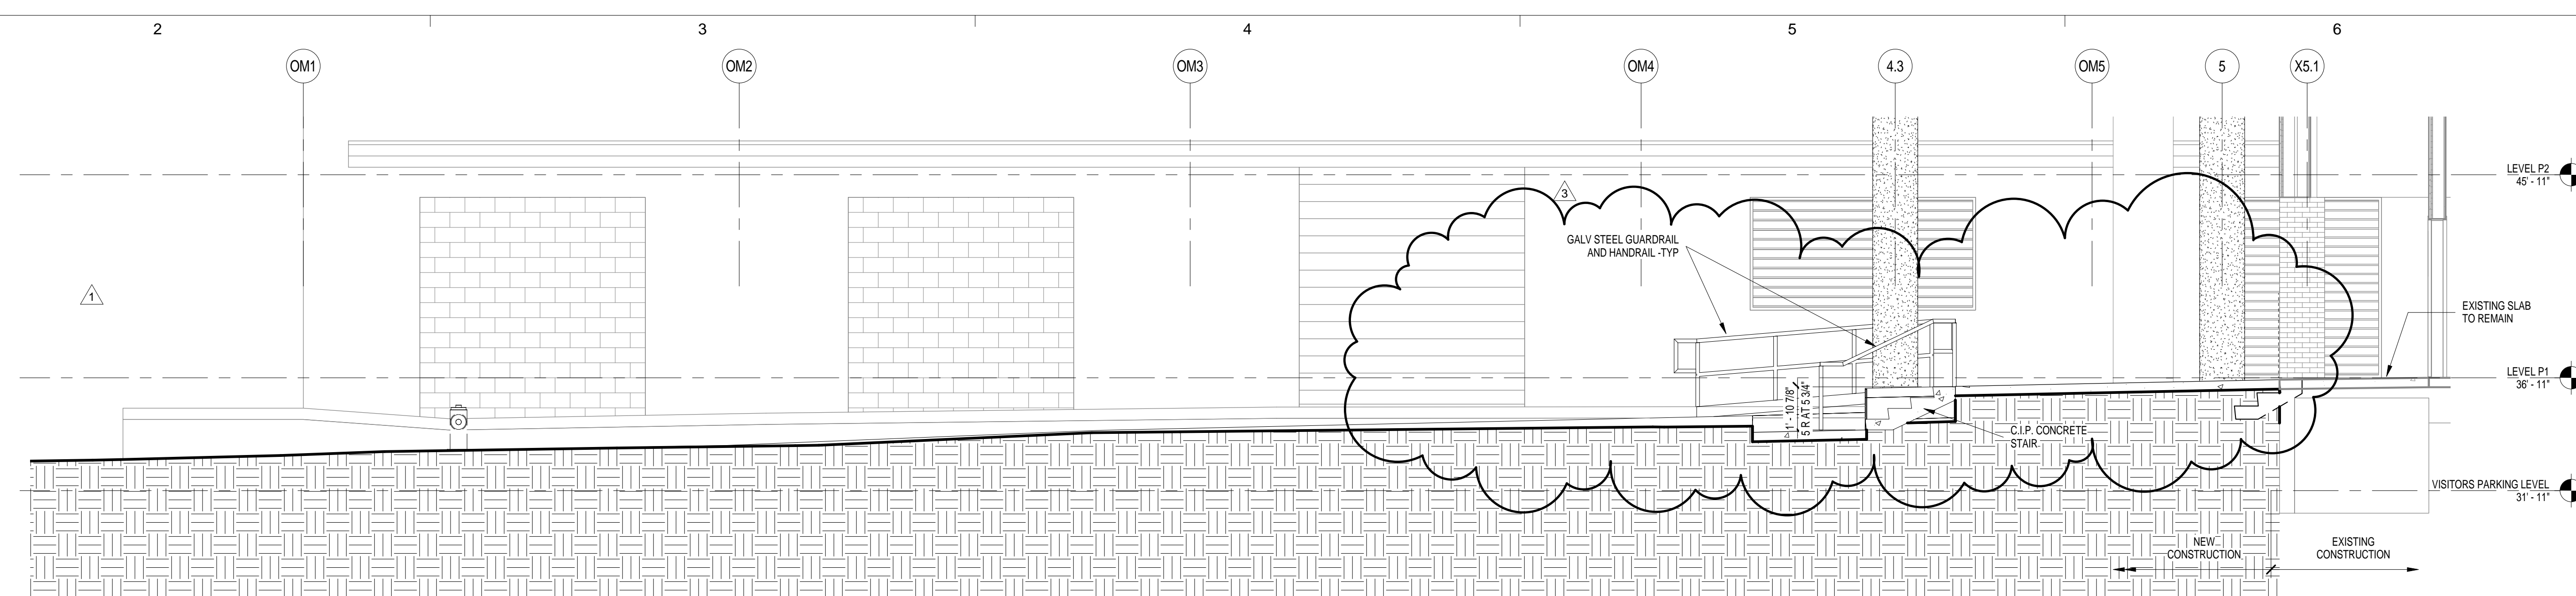 2
3
4
5
6
OM1
OM2
OM3
OM4
4.3
OM5
5
X5.1
LEVEL P2
45' - 11"
3
GALV STEEL GUARDRAIL
AND HANDRAIL -TYP
1
EXISTING SLAB
TO REMAIN
LEVEL P1
36' - 11"
1' - 10 7/8"
5 R AT 5 3/4"
C.I.P. CONCRETE
STAIR
VISITORS PARKING LEVEL
31' - 11"
NEW
CONSTRUCTION
EXISTING
CONSTRUCTION